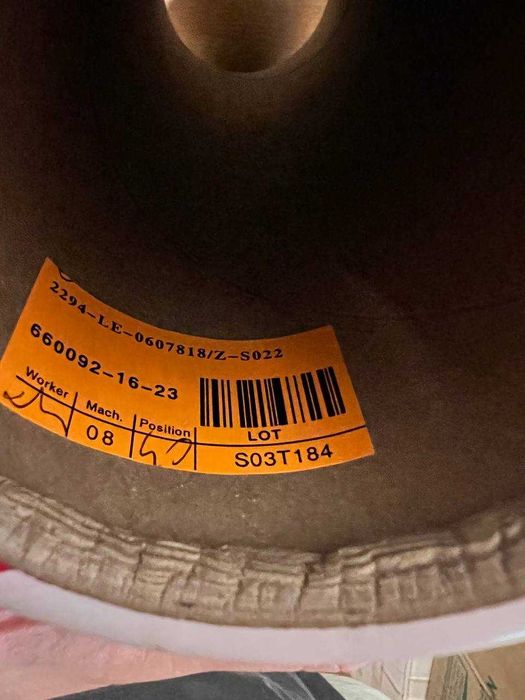 2294-LE-0607818/Z-S022
660092-16-23
Worker
Mach.
Position
08
LOT
S03T184